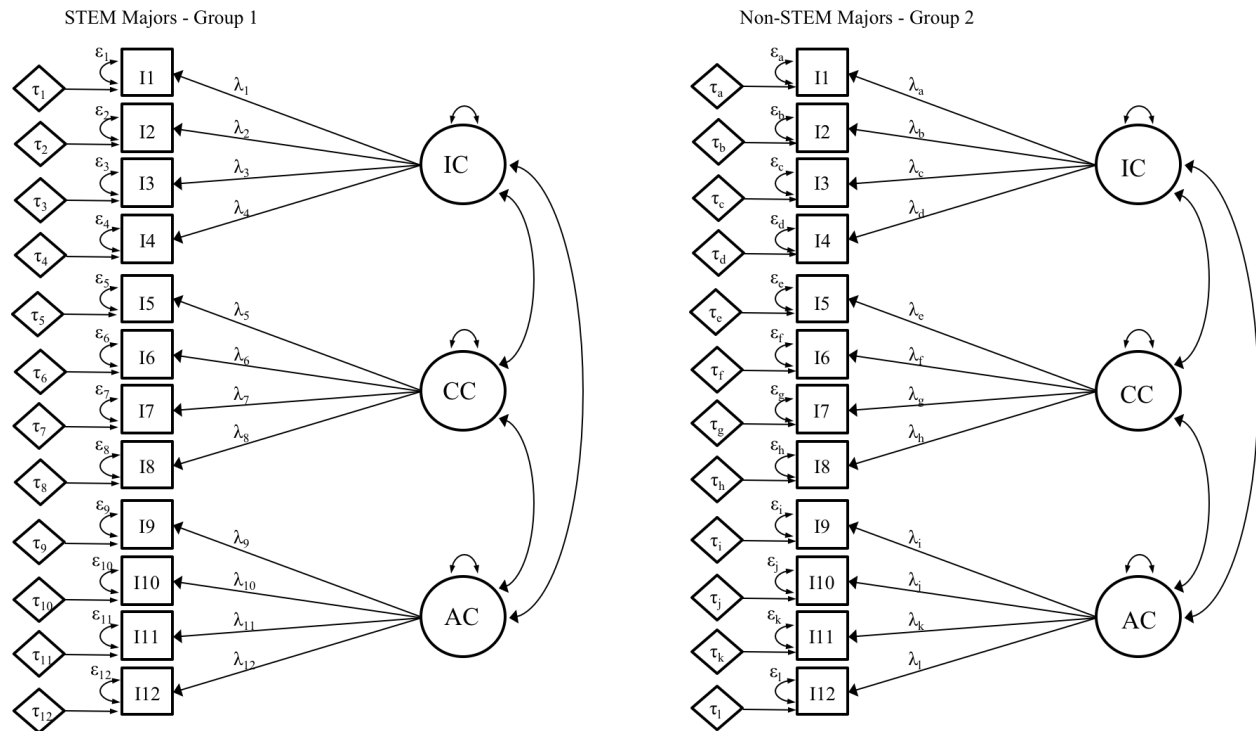 STEM Majors - Group 1
Non-STEM Majors - Group 2
ε₁ I1 τ₁ λ₁
ε₂ I2 τ₂ λ₂
ε₃ I3 τ₃ λ₃
ε₄ I4 τ₄ λ₄
IC
ε₅ I5 τ₅ λ₅
ε₆ I6 τ₆ λ₆
ε₇ I7 τ₇ λ₇
ε₈ I8 τ₈ λ₈
CC
ε₉ I9 τ₉ λ₉
ε₁₀ I10 τ₁₀ λ₁₀
ε₁₁ I11 τ₁₁ λ₁₁
ε₁₂ I12 τ₁₂ λ₁₂
AC
εa I1 τa λa
εb I2 τb λb
εc I3 τc λc
εd I4 τd λd
IC
εe I5 τe λe
εf I6 τf λf
εg I7 τg λg
εh I8 τh λh
CC
εi I9 τi λi
εj I10 τj λj
εk I11 τk λk
εl I12 τl λl
AC